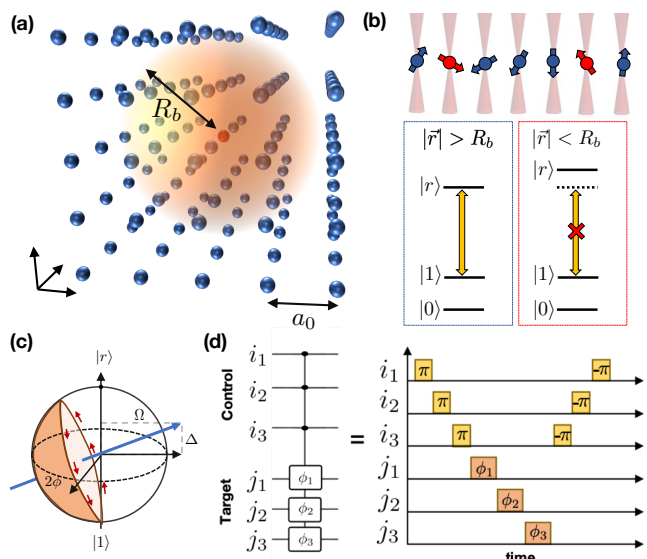 (a)
R_b
a_0
(b)
|r⃗| > R_b
|r⟩
|1⟩
|0⟩
|r⃗| < R_b
|r⟩
|1⟩
|0⟩
(c)
|r⟩
Ω
Δ
2ϕ
|1⟩
(d)
Control
i_1
i_2
i_3
Target
j_1 ϕ_1
j_2 ϕ_2
j_3 ϕ_3
=
i_1 π -π
i_2 π -π
i_3 π -π
j_1 ϕ_1
j_2 ϕ_2
j_3 ϕ_3
time